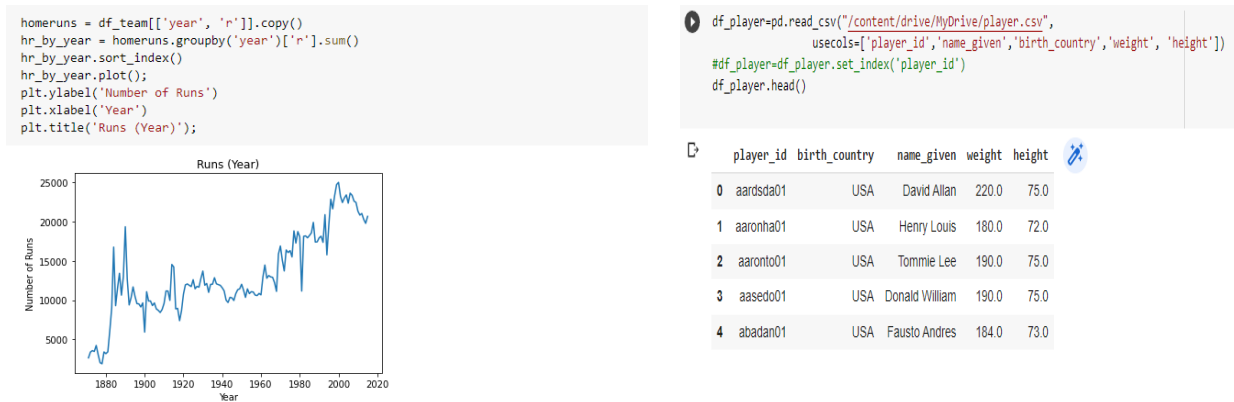 homeruns = df_team[['year', 'r']].copy()
hr_by_year = homeruns.groupby('year')['r'].sum()
hr_by_year.sort_index()
hr_by_year.plot();
plt.ylabel('Number of Runs')
plt.xlabel('Year')
plt.title('Runs (Year)');
Runs (Year)
25000
20000
15000
10000
5000
Number of Runs
1880 1900 1920 1940 1960 1980 2000 2020
Year
df_player=pd.read_csv("/content/drive/MyDrive/player.csv",
usecols=['player_id','name_given','birth_country','weight', 'height'])
#df_player=df_player.set_index('player_id')
df_player.head()
player_id birth_country name_given weight height
0 aardsda01 USA David Allan 220.0 75.0
1 aaronha01 USA Henry Louis 180.0 72.0
2 aaronto01 USA Tommie Lee 190.0 75.0
3 aasedo01 USA Donald William 190.0 75.0
4 abadan01 USA Fausto Andres 184.0 73.0